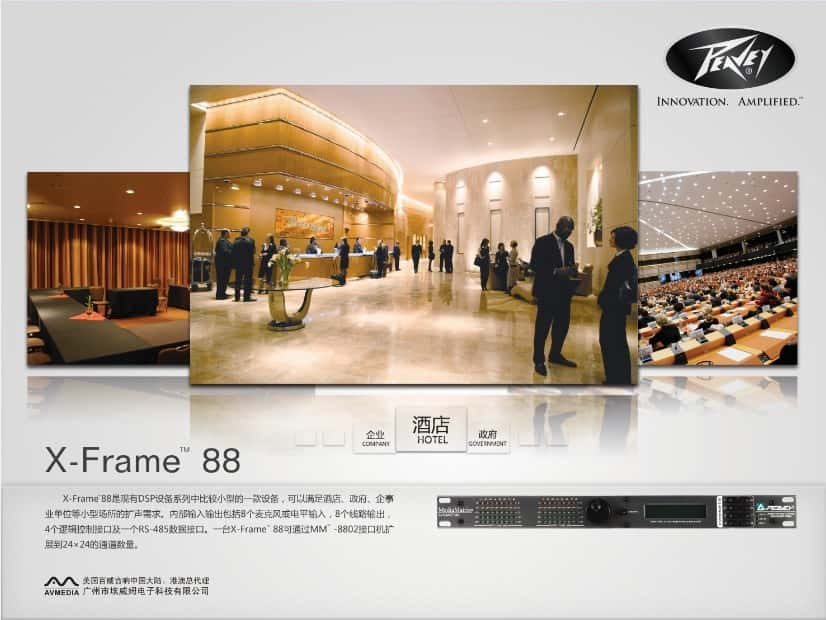 PEAVEY®
INNOVATION. AMPLIFIED.™
企业
COMPANY
酒店
HOTEL
政府
GOVERNMENT
X-Frame™ 88
X-Frame™88是现有DSP设备系列中比较小型的一款设备，可以满足酒店、政府、企事
业单位等小型场所的扩声需求。内部输入输出包括8个麦克风或电平输入，8个线路输出，
4个逻辑控制接口及一个RS-485数据接口。一台X-Frame™ 88可通过MM™ -8802接口机扩
展到24×24的通道数量。
MediaMatrix
PEAVEY
AVMEDIA
美国百威音响中国大陆、港澳总代理
广州市埃威姆电子科技有限公司